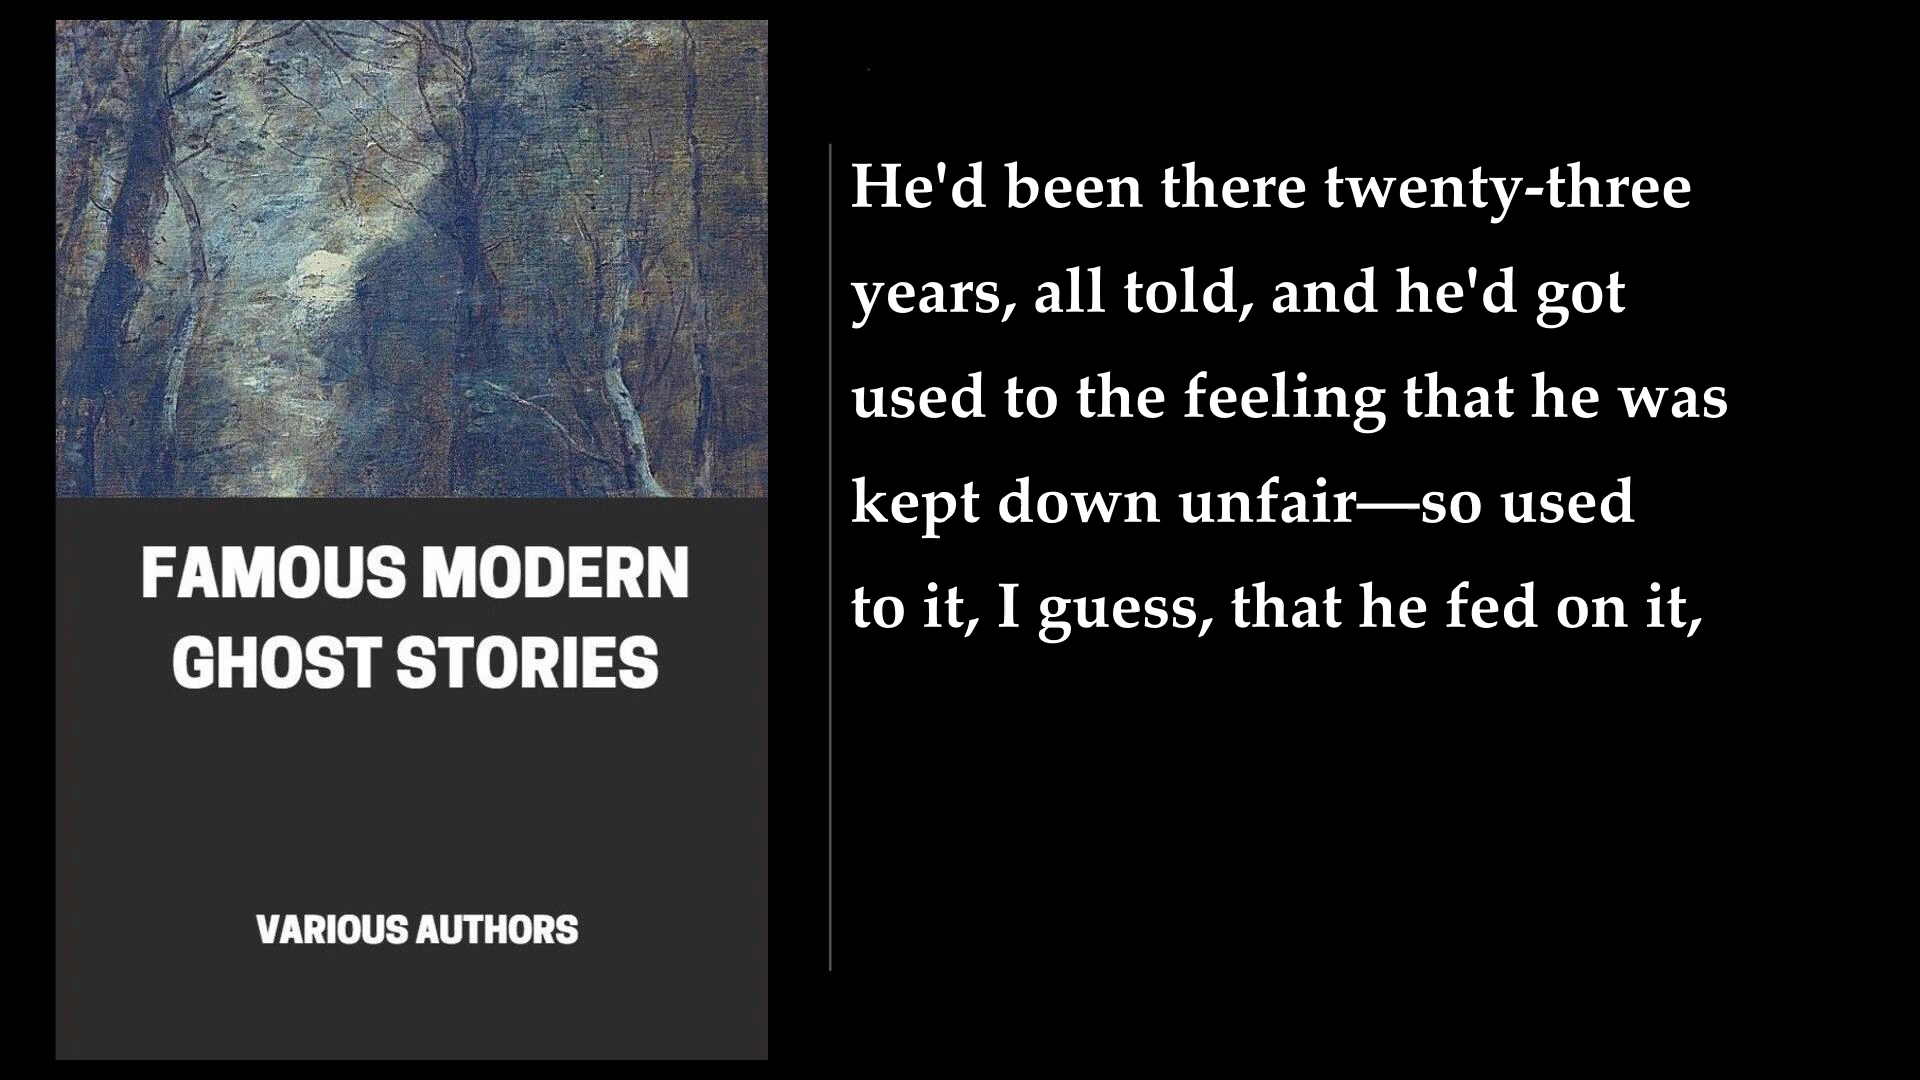 FAMOUS MODERN
GHOST STORIES
VARIOUS AUTHORS
He'd been there twenty-three
years, all told, and he'd got
used to the feeling that he was
kept down unfair—so used
to it, I guess, that he fed on it,